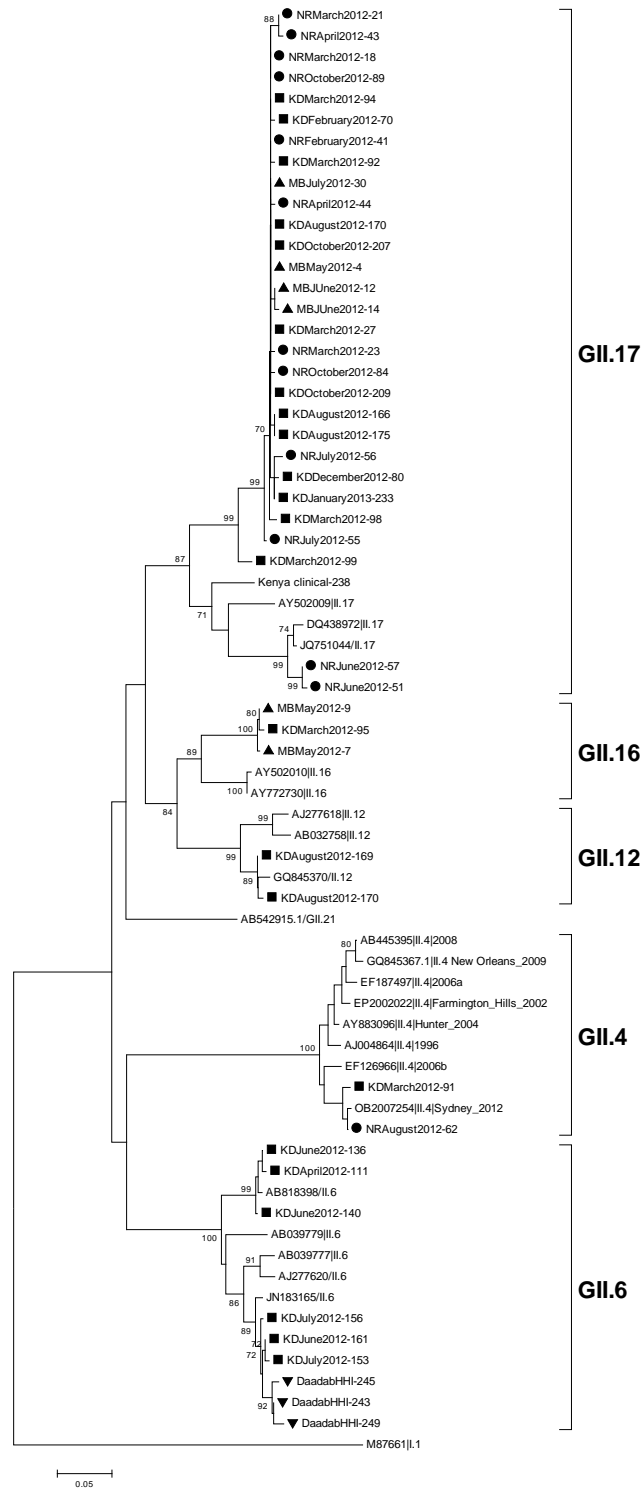 88
NRMarch2012-21
NRApril2012-43
NRMarch2012-18
NROctober2012-89
KDMarch2012-94
KDFebruary2012-70
NRFebruary2012-41
KDMarch2012-92
MBJuly2012-30
NRApril2012-44
KDAugust2012-170
KDOctober2012-207
MBMay2012-4
MBJUne2012-12
MBJUne2012-14
KDMarch2012-27
NRMarch2012-23
GII.17
NROctober2012-84
KDOctober2012-209
KDAugust2012-166
70
KDAugust2012-175
NRJuly2012-56
KDDecember2012-80
99
KDJanuary2013-233
KDMarch2012-98
99
NRJuly2012-55
87
KDMarch2012-99
Kenya clinical-238
71
AY502009|II.17
74
DQ438972|II.17
JQ751044/II.17
99
NRJune2012-57
99
NRJune2012-51
80
MBMay2012-9
100
KDMarch2012-95
89
MBMay2012-7
GII.16
AY502010|II.16
100
AY772730|II.16
84
99
AJ277618|II.12
AB032758|II.12
99
KDAugust2012-169
GII.12
89
GQ845370/II.12
KDAugust2012-170
AB542915.1/GII.21
80
AB445395|II.4|2008
GQ845367.1|II.4 New Orleans_2009
EF187497|II.4|2006a
EP2002022|II.4|Farmington_Hills_2002
AY883096|II.4|Hunter_2004
GII.4
100
AJ004864|II.4|1996
EF126966|II.4|2006b
KDMarch2012-91
OB2007254|II.4|Sydney_2012
NRAugust2012-62
KDJune2012-136
KDApril2012-111
99
AB818398/II.6
KDJune2012-140
100
AB039779|II.6
91
AB039777|II.6
AJ277620/II.6
GII.6
86
JN183165/II.6
89
KDJuly2012-156
72
KDJune2012-161
72
KDJuly2012-153
DaadabHHI-245
92
DaadabHHI-243
DaadabHHI-249
M87661|I.1
0.05